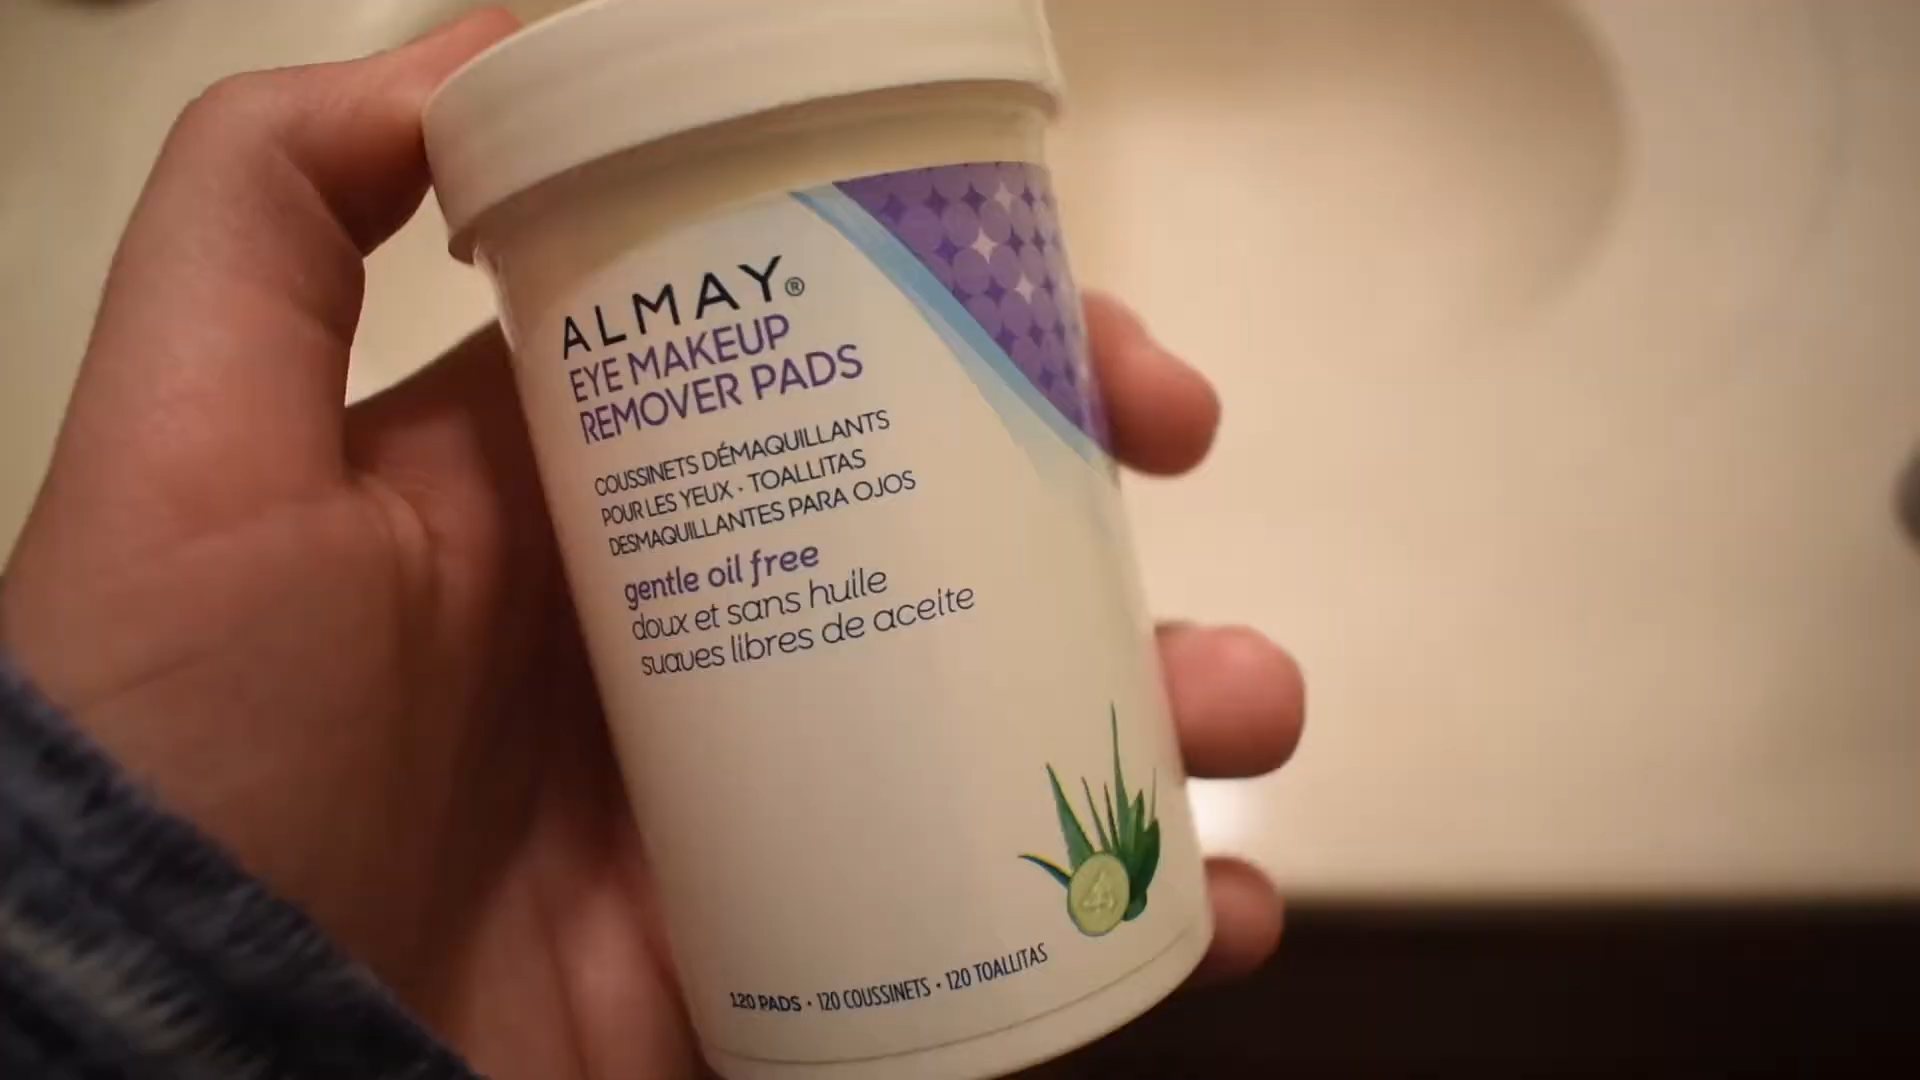 ALMAY®
EYE MAKEUP
REMOVER PADS
COUSSINETS DÉMAQUILLANTS
POUR LES YEUX • TOALLITAS
DESMAQUILLANTES PARA OJOS
gentle oil free
doux et sans huile
suaves libres de aceite
120 PADS • 120 COUSSINETS • 120 TOALLITAS